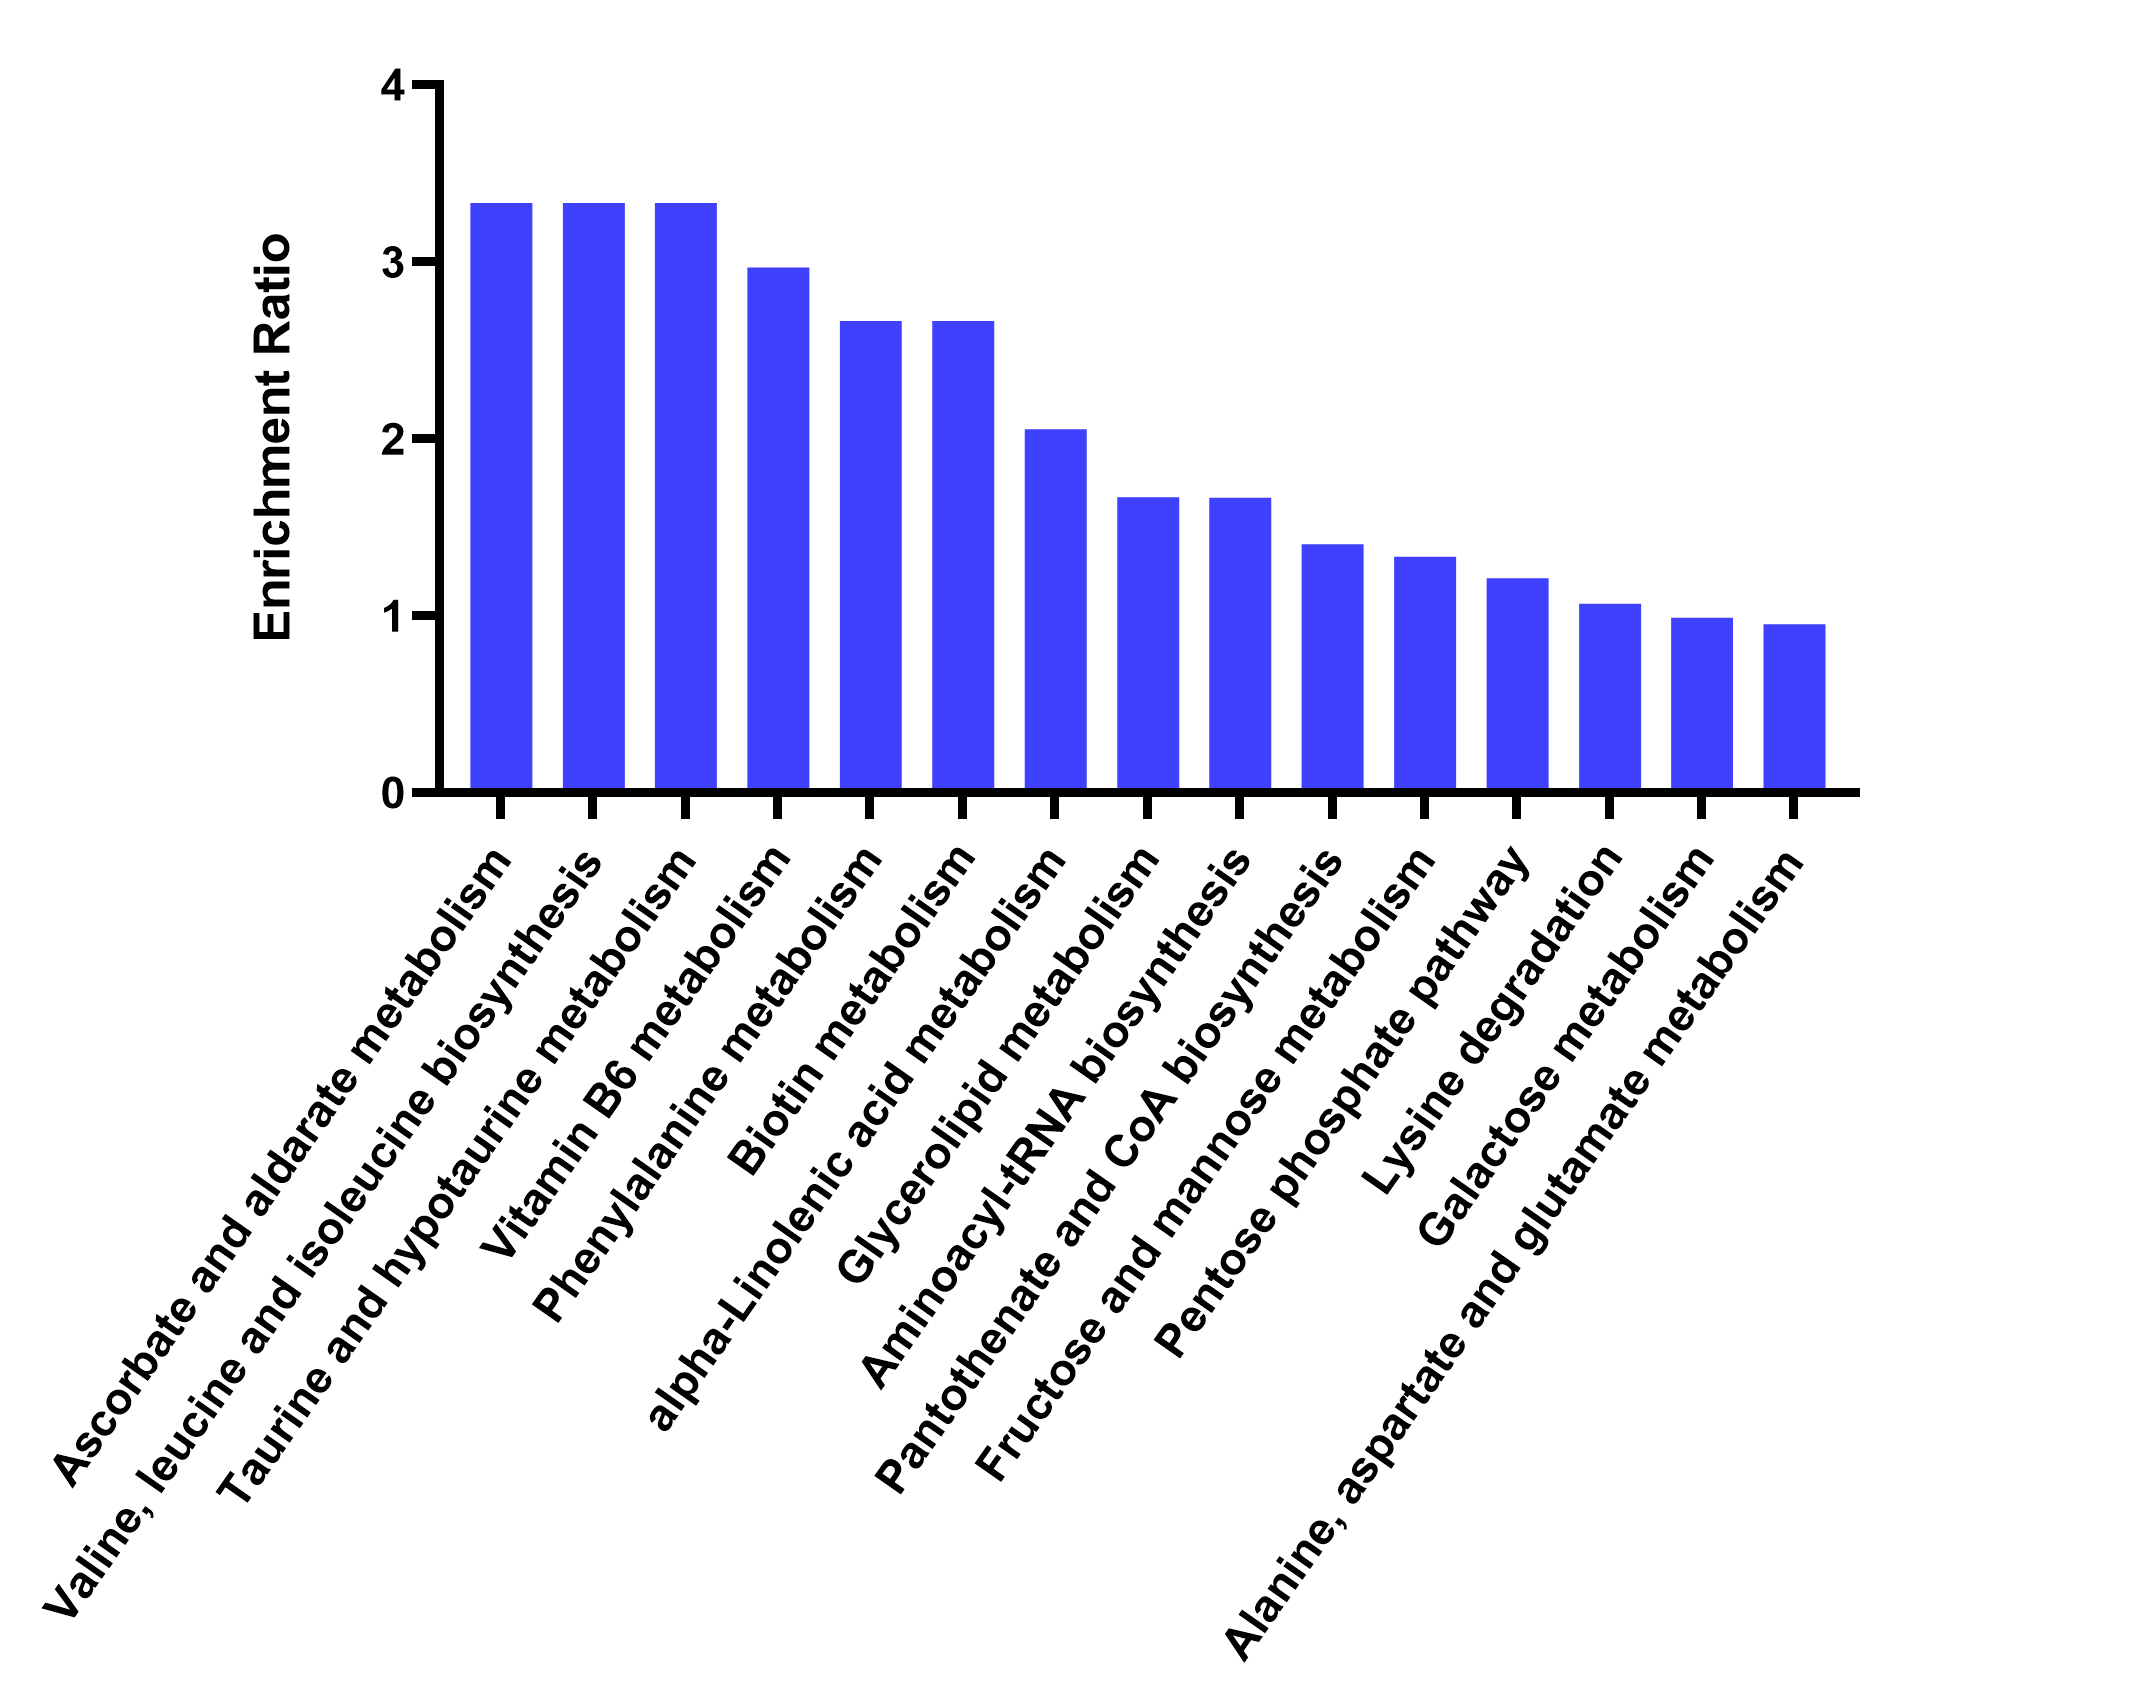 Enrichment Ratio
4
3
2
1
0
Ascorbate and aldarate metabolism
Valine, leucine and isoleucine biosynthesis
Taurine and hypotaurine metabolism
Vitamin B6 metabolism
Phenylalanine metabolism
Biotin metabolism
alpha-Linolenic acid metabolism
Glycerolipid metabolism
Aminoacyl-tRNA biosynthesis
Pantothenate and CoA biosynthesis
Fructose and mannose metabolism
Pentose phosphate pathway
Lysine degradation
Galactose metabolism
Alanine, aspartate and glutamate metabolism